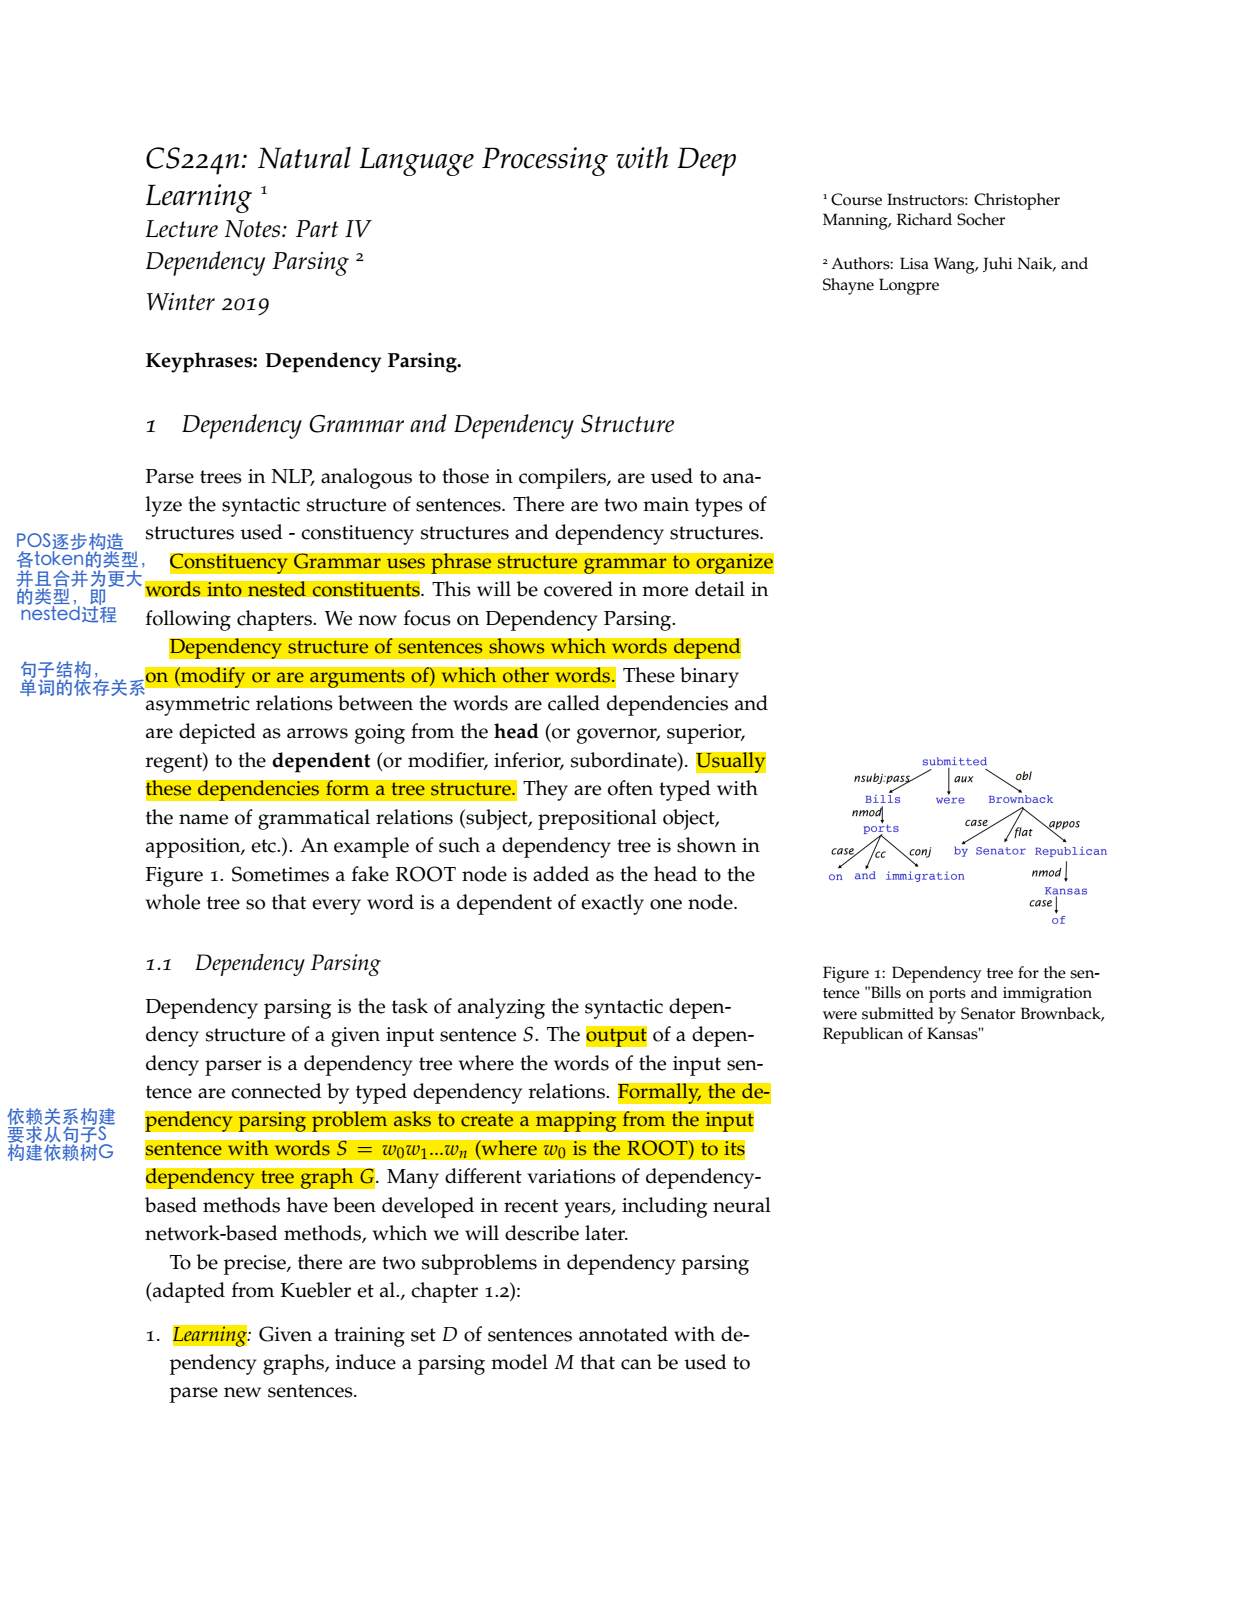 CS224n: Natural Language Processing with Deep
Learning 1
Lecture Notes: Part IV
Dependency Parsing 2
Winter 2019
1 Course Instructors: Christopher
Manning, Richard Socher
2 Authors: Lisa Wang, Juhi Naik, and
Shayne Longpre
Keyphrases: Dependency Parsing.
1 Dependency Grammar and Dependency Structure
Parse trees in NLP, analogous to those in compilers, are used to ana-
lyze the syntactic structure of sentences. There are two main types of
structures used - constituency structures and dependency structures.
POS逐步构造
各token的类型，
并且合并为更大
的类型，即
nested过程
Constituency Grammar uses phrase structure grammar to organize
words into nested constituents. This will be covered in more detail in
following chapters. We now focus on Dependency Parsing.
句子结构，
单词的依存关系
Dependency structure of sentences shows which words depend
on (modify or are arguments of) which other words. These binary
asymmetric relations between the words are called dependencies and
are depicted as arrows going from the head (or governor, superior,
regent) to the dependent (or modifier, inferior, subordinate). Usually
these dependencies form a tree structure. They are often typed with
the name of grammatical relations (subject, prepositional object,
apposition, etc.). An example of such a dependency tree is shown in
Figure 1. Sometimes a fake ROOT node is added as the head to the
whole tree so that every word is a dependent of exactly one node.
submitted
nsubj:pass aux obl
Bills were Brownback
nmod
ports
case flat appos
case cc conj
by Senator Republican
on and immigration
nmod
Kansas
case
of
Figure 1: Dependency tree for the sen-
tence "Bills on ports and immigration
were submitted by Senator Brownback,
Republican of Kansas"
1.1 Dependency Parsing
Dependency parsing is the task of analyzing the syntactic depen-
dency structure of a given input sentence S. The output of a depen-
dency parser is a dependency tree where the words of the input sen-
tence are connected by typed dependency relations. Formally, the de-
pendency parsing problem asks to create a mapping from the input
sentence with words S = w0w1...wn (where w0 is the ROOT) to its
dependency tree graph G. Many different variations of dependency-
based methods have been developed in recent years, including neural
network-based methods, which we will describe later.
依赖关系构建
要求从句子S
构建依赖树G
To be precise, there are two subproblems in dependency parsing
(adapted from Kuebler et al., chapter 1.2):
1. Learning: Given a training set D of sentences annotated with de-
pendency graphs, induce a parsing model M that can be used to
parse new sentences.